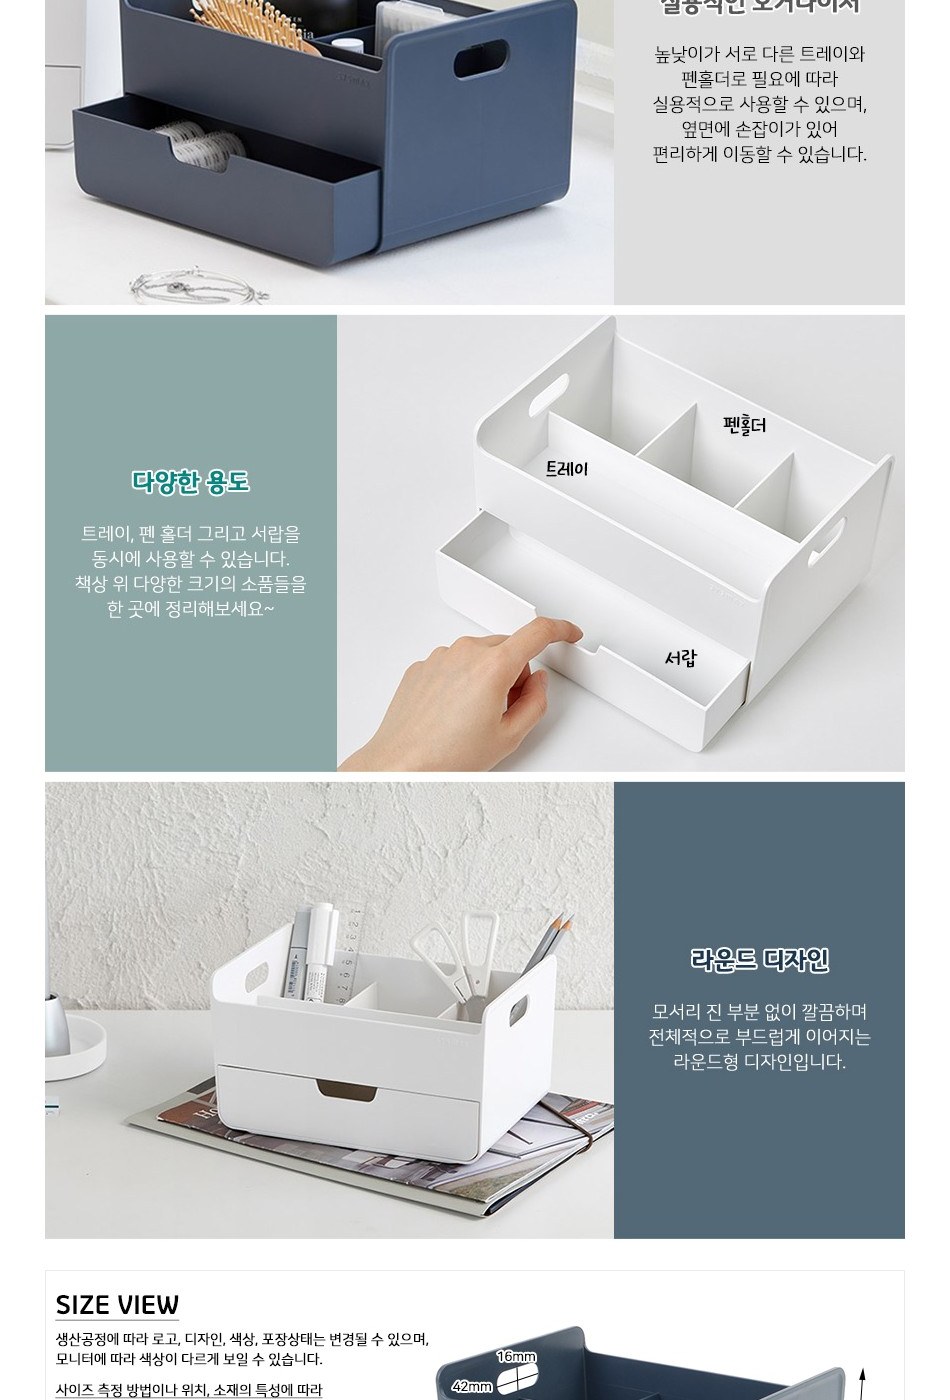 실용적인 오거나이저
높낮이가 서로 다른 트레이와
펜홀더로 필요에 따라
실용적으로 사용할 수 있으며,
옆면에 손잡이가 있어
편리하게 이동할 수 있습니다.
다양한 용도
트레이, 펜 홀더 그리고 서랍을
동시에 사용할 수 있습니다.
책상 위 다양한 크기의 소품들을
한 곳에 정리해보세요~
펜홀더
트레이
서랍
라운드 디자인
모서리 진 부분 없이 깔끔하며
전체적으로 부드럽게 이어지는
라운드형 디자인입니다.
SIZE VIEW
생산공정에 따라 로고, 디자인, 색상, 포장상태는 변경될 수 있으며,
모니터에 따라 색상이 다르게 보일 수 있습니다.
사이즈 측정 방법이나 위치, 소재의 특성에 따라
16mm
42mm